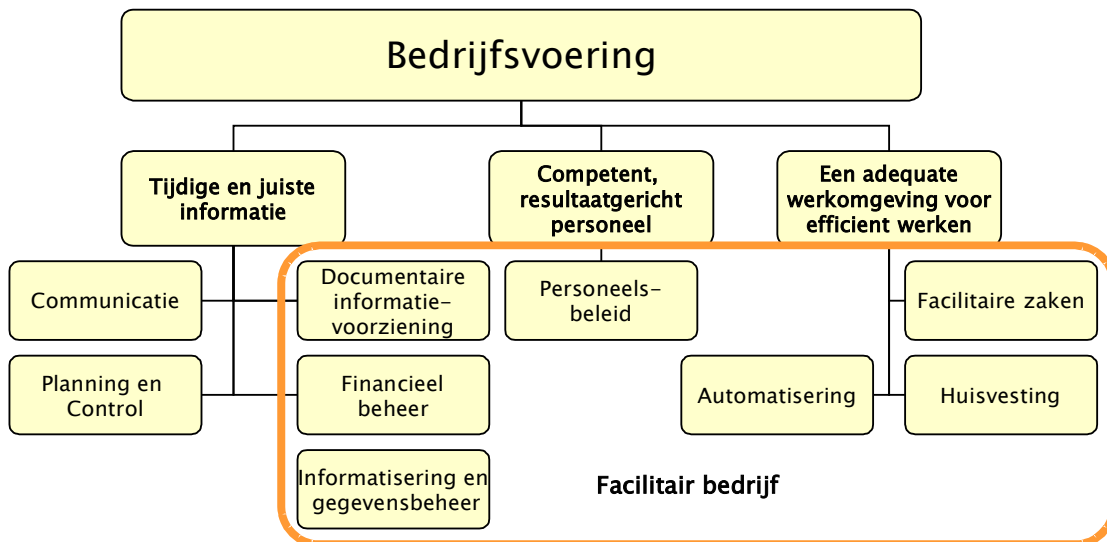 Bedrijfsvoering
Tijdige en juiste
informatie
Competent,
resultaatgericht
personeel
Een adequate
werkomgeving voor
efficient werken
Communicatie
Documentaire
informatie-
voorziening
Personeels-
beleid
Facilitaire zaken
Planning en
Control
Financieel
beheer
Automatisering
Huisvesting
Informatisering en
gegevensbeheer
Facilitair bedrijf